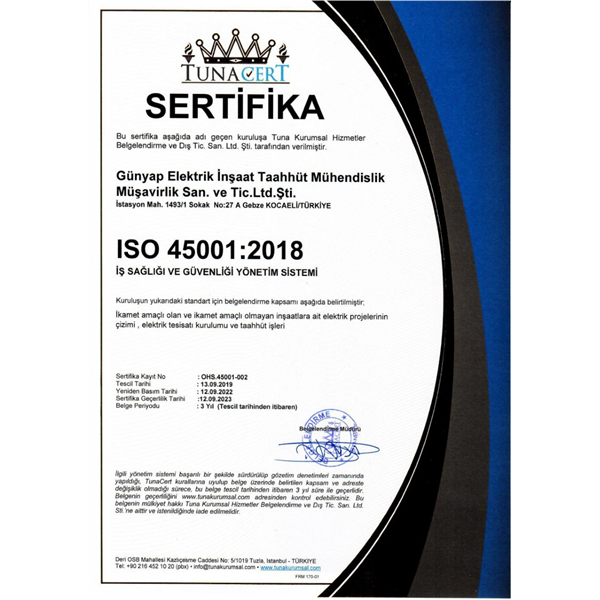 TUNACERT
SERTİFİKA
Bu sertifika aşağıda adı geçen kuruluşa Tuna Kurumsal Hizmetler
Belgelendirme ve Dış Tic. San. Ltd. Şti. tarafından verilmiştir.
Günyap Elektrik İnşaat Taahhüt Mühendislik
Müşavirlik San. ve Tic.Ltd.Şti.
İstasyon Mah. 1493/1 Sokak No:27 A Gebze KOCAELİ/TÜRKİYE
ISO 45001:2018
İŞ SAĞLIĞI VE GÜVENLİĞİ YÖNETİM SİSTEMİ
Kuruluşun yukarıdaki standart için belgelendirme kapsamı aşağıda belirtilmiştir;
İkamet amaçlı olan ve ikamet amaçlı olmayan inşaatlara ait elektrik projelerinin
çizimi , elektrik tesisatı kurulumu ve taahhüt işleri
Sertifika Kayıt No : OHS.45001-002
Tescil Tarihi : 13.09.2019
Yeniden Basım Tarihi : 12.09.2022
Sertifika Geçerlilik Tarihi :12.09.2023
Belge Periyodu : 3 Yıl (Tescil tarihinden itibaren)
Belgelendirme Müdürü
İlgili yönetim sistemi başarılı bir şekilde sürdürülüp gözetim denetimleri zamanında
yapıldığı, TunaCert kurallarına uyulup belge üzerinde belirtilen kapsam ve adreste
değişiklik olmadığı sürece, bu belge tescil tarihinden itibaren 3 yıl süre ile geçerlidir.
Belgenin geçerliliğini www.tunakurumsal.com adresinden kontrol edebilirsiniz. Bu
belgenin mülkiyet hakkı Tuna Kurumsal Hizmetler Belgelendirme ve Dış Tic. San. Ltd.
Şti.'ne aittir ve istenildiğinde iade edilmelidir.
Deri OSB Mahallesi Kazlıçeşme Caddesi No: 5/1019 Tuzla, Istanbul - TÜRKIYE
Tel: +90 216 452 10 20 (pbx) • info@tunakurumsal.com • www.tunakurumsal.com
FRM 170-01